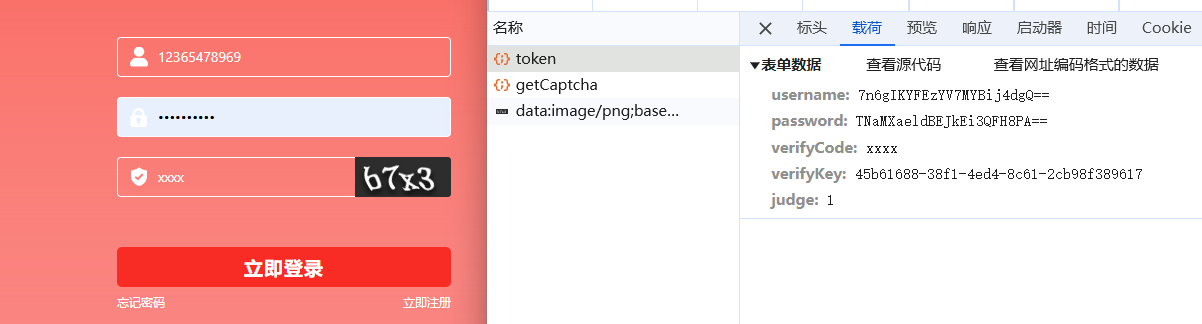 12365478969
••••••••••
xxxx
b7x3
立即登录
忘记密码
立即注册
名称
token
getCaptcha
data:image/png;base...
标头
载荷
预览
响应
启动器
时间
Cookie
表单数据
查看源代码
查看网址编码格式的数据
username: 7n6gIKYFEzYV7MYBij4dgQ==
password: TNaMXaeldBEJkEi3QFH8PA==
verifyCode: xxxx
verifyKey: 45b61688-38f1-4ed4-8c61-2cb98f389617
judge: 1